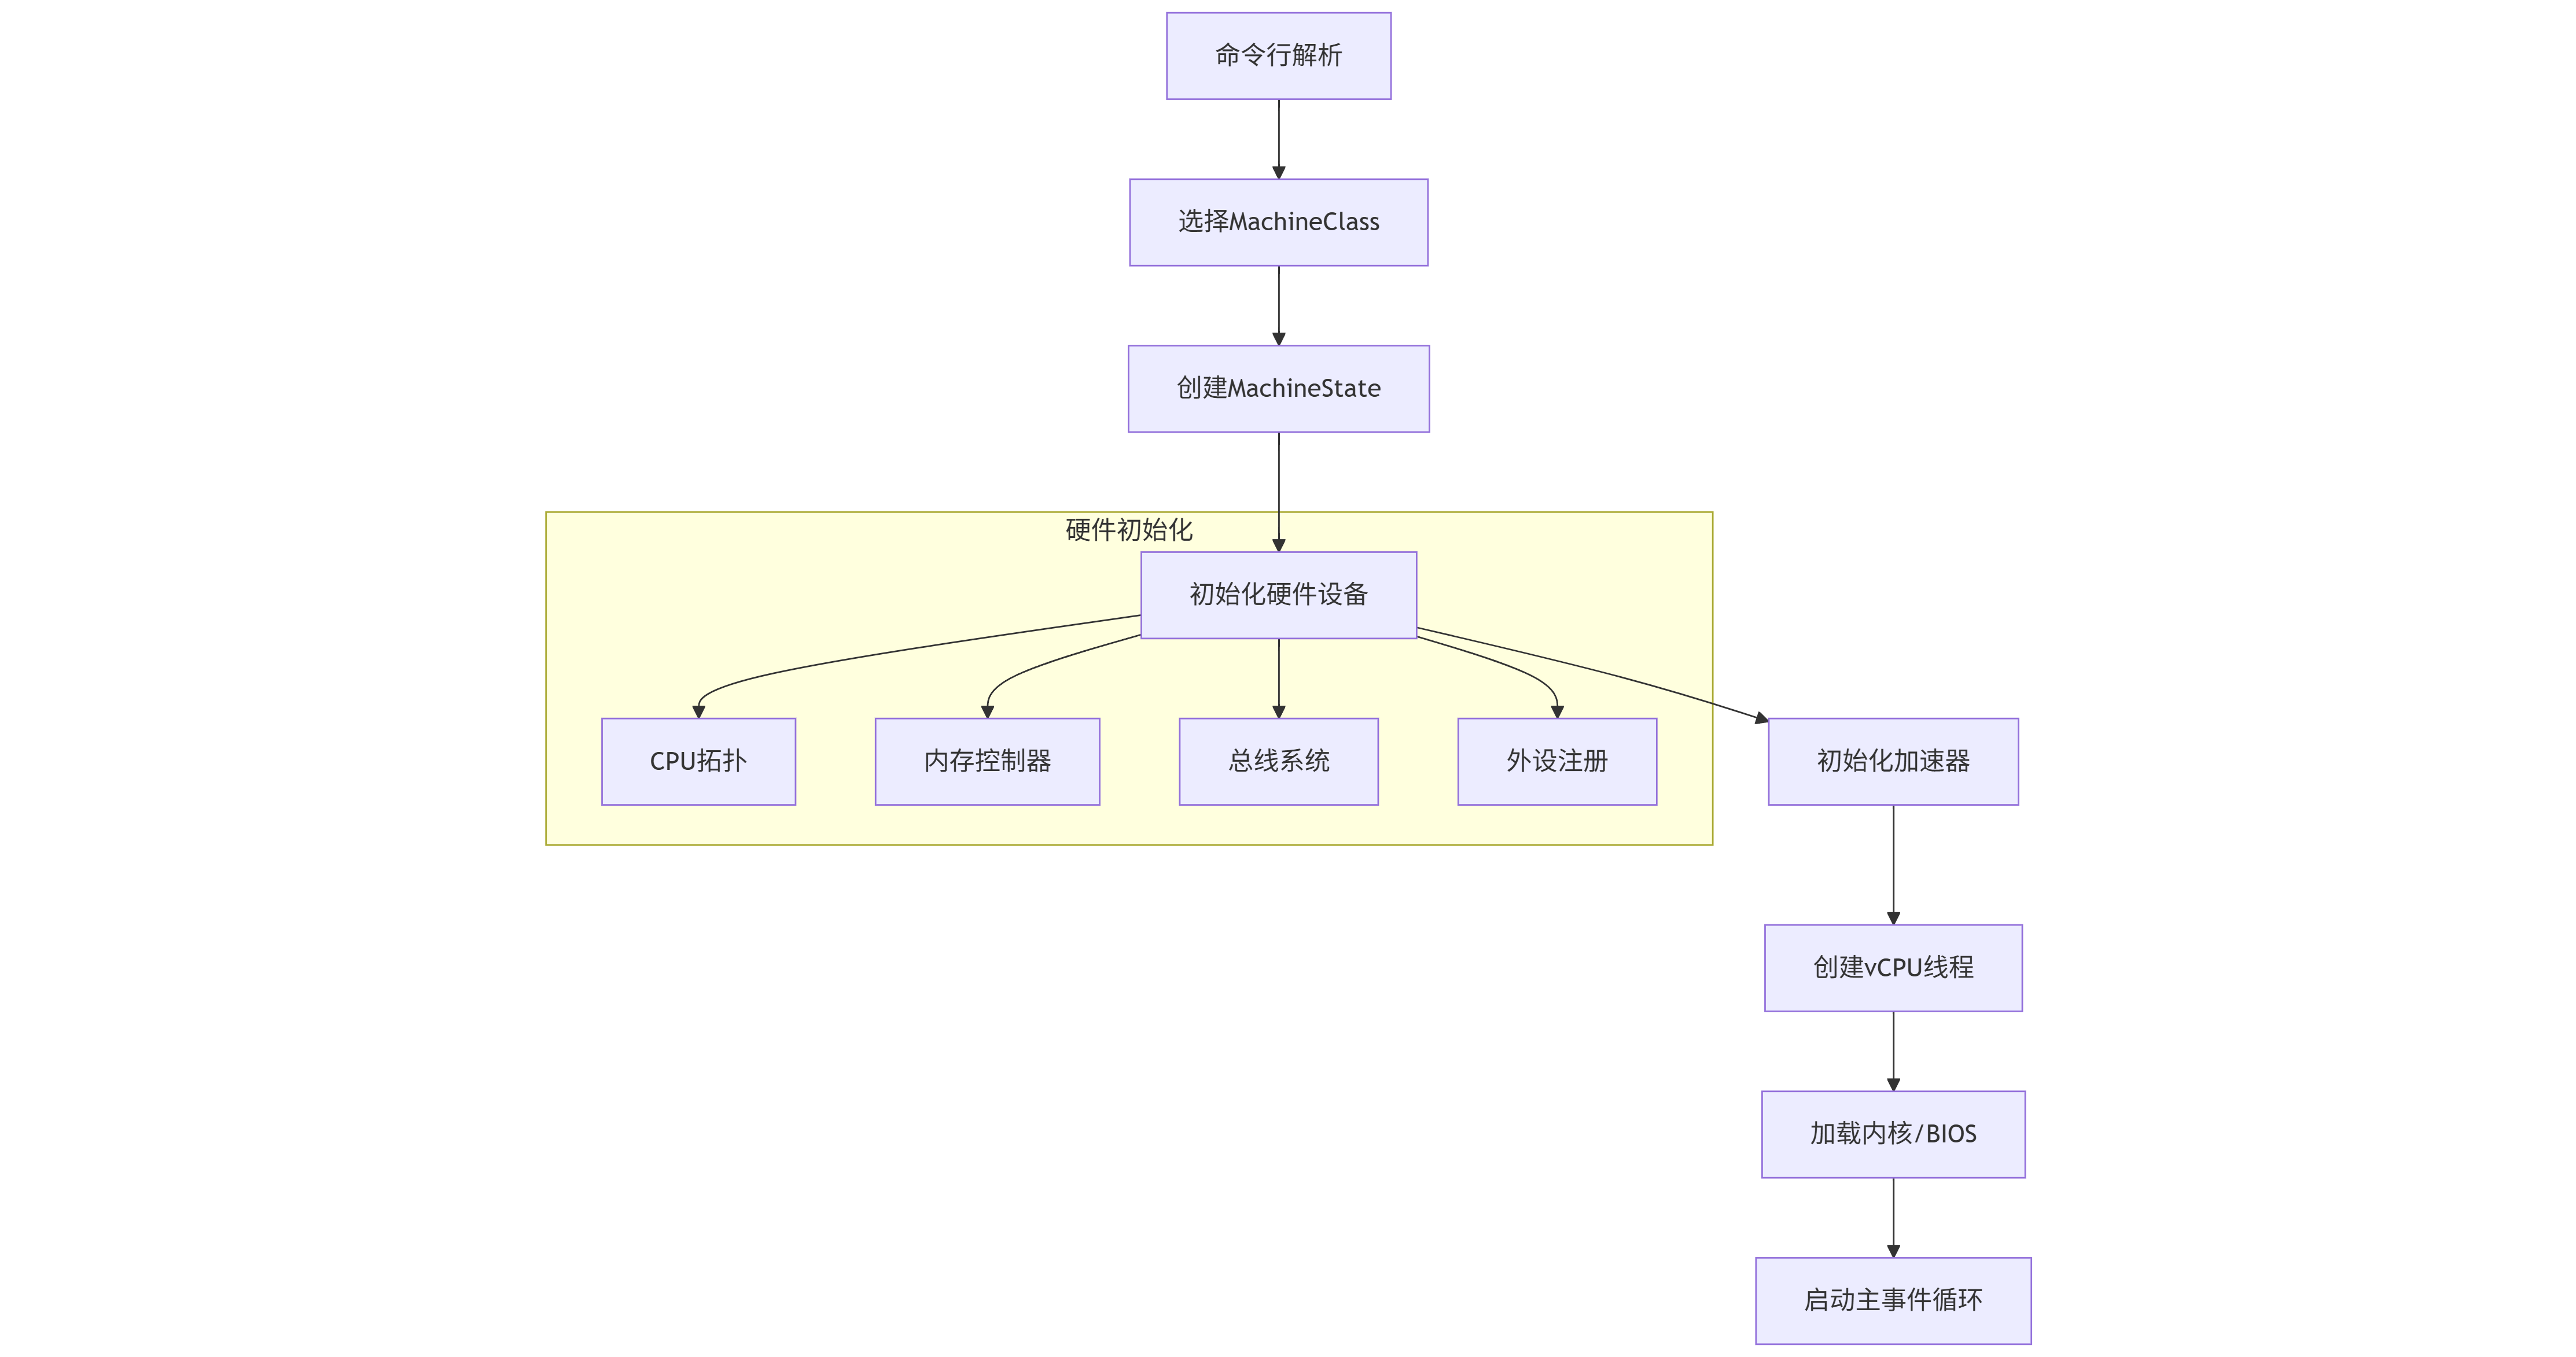 命令行解析
选择MachineClass
创建MachineState
硬件初始化
初始化硬件设备
CPU拓扑
内存控制器
总线系统
外设注册
初始化加速器
创建vCPU线程
加载内核/BIOS
启动主事件循环